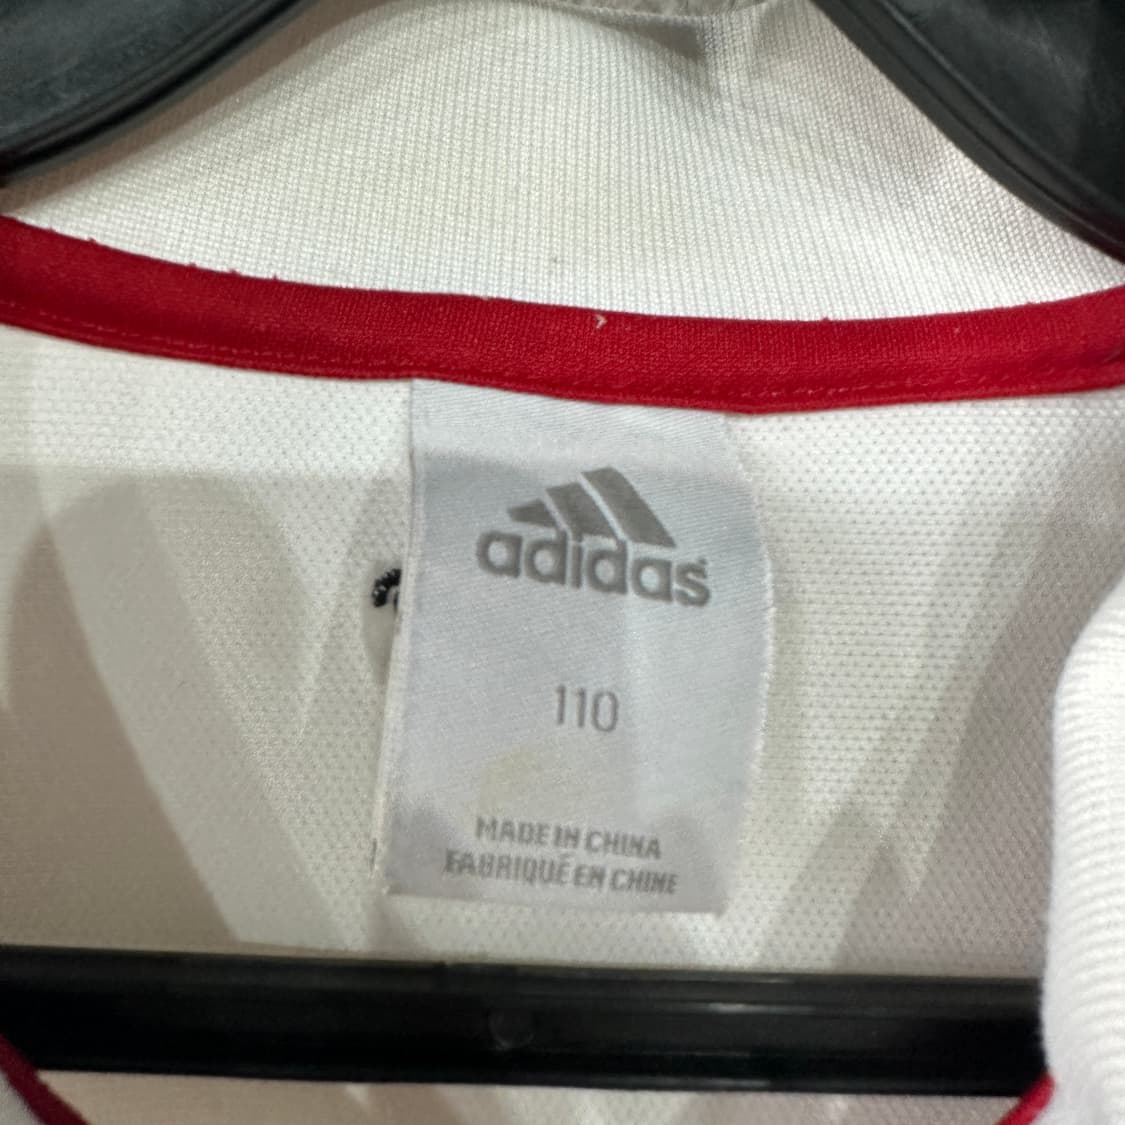 adidas
110
MADE IN CHINA
FABRIQUÉ EN CHINE